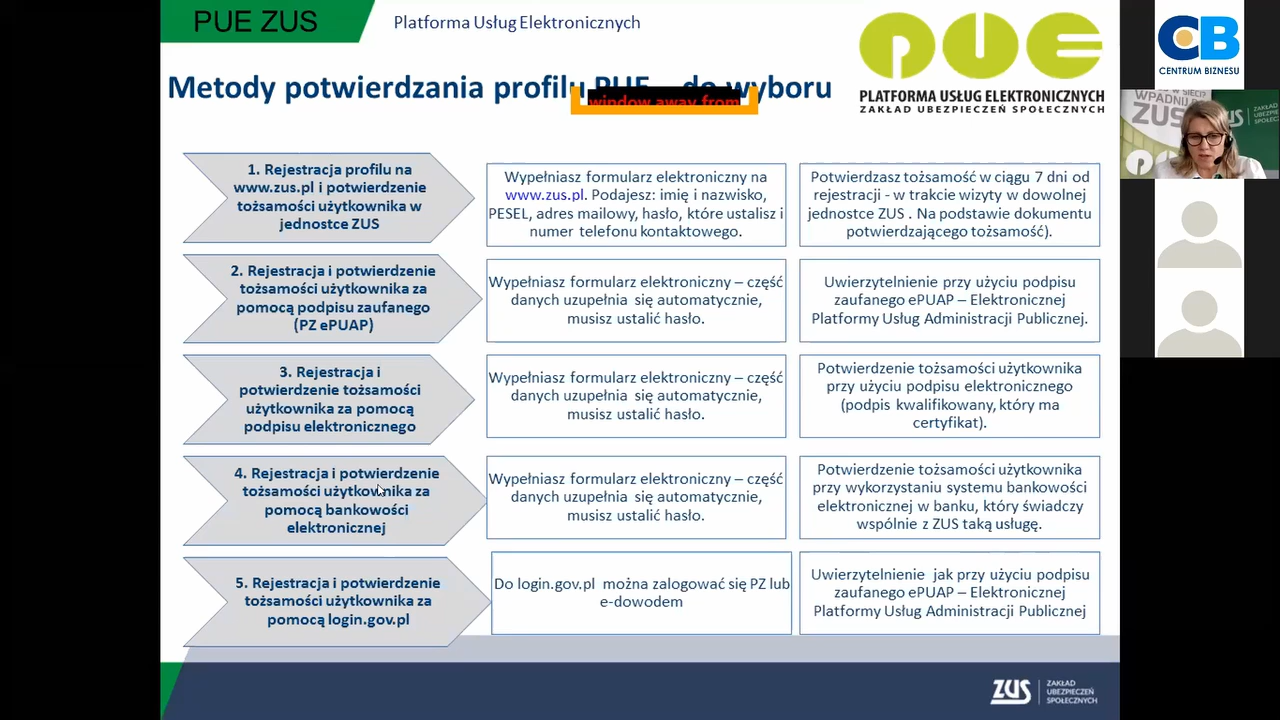 PUE ZUS
Platforma Usług Elektronicznych
Metody potwierdzania profilu PUE – do wyboru
window away from
PUE
PLATFORMA USŁUG ELEKTRONICZNYCH
ZAKŁAD UBEZPIECZEŃ SPOŁECZNYCH
1. Rejestracja profilu na
www.zus.pl i potwierdzenie
tożsamości użytkownika w
jednostce ZUS
Wypełniasz formularz elektroniczny na
www.zus.pl. Podajesz: imię i nazwisko,
PESEL, adres mailowy, hasło, które ustalisz i
numer telefonu kontaktowego.
Potwierdzasz tożsamość w ciągu 7 dni od
rejestracji - w trakcie wizyty w dowolnej
jednostce ZUS . Na podstawie dokumentu
potwierdzającego tożsamość).
2. Rejestracja i potwierdzenie
tożsamości użytkownika za
pomocą podpisu zaufanego
(PZ ePUAP)
Wypełniasz formularz elektroniczny – część
danych uzupełnia się automatycznie,
musisz ustalić hasło.
Uwierzytelnienie przy użyciu podpisu
zaufanego ePUAP – Elektronicznej
Platformy Usług Administracji Publicznej.
3. Rejestracja i
potwierdzenie tożsamości
użytkownika za pomocą
podpisu elektronicznego
Wypełniasz formularz elektroniczny – część
danych uzupełnia się automatycznie,
musisz ustalić hasło.
Potwierdzenie tożsamości użytkownika
przy użyciu podpisu elektronicznego
(podpis kwalifikowany, który ma
certyfikat).
4. Rejestracja i potwierdzenie
tożsamości użytkownika za
pomocą bankowości
elektronicznej
Wypełniasz formularz elektroniczny – część
danych uzupełnia się automatycznie,
musisz ustalić hasło.
Potwierdzenie tożsamości użytkownika
przy wykorzystaniu systemu bankowości
elektronicznej w banku, który świadczy
wspólnie z ZUS taką usługę.
5. Rejestracja i potwierdzenie
tożsamości użytkownika za
pomocą login.gov.pl
Do login.gov.pl można zalogować się PZ lub
e-dowodem
Uwierzytelnienie jak przy użyciu podpisu
zaufanego ePUAP – Elektronicznej
Platformy Usług Administracji Publicznej
ZUS
ZAKŁAD
UBEZPIECZEŃ
SPOŁECZNYCH
CB
CENTRUM BIZNESU
WPADNIJ
ZUS
ZUS